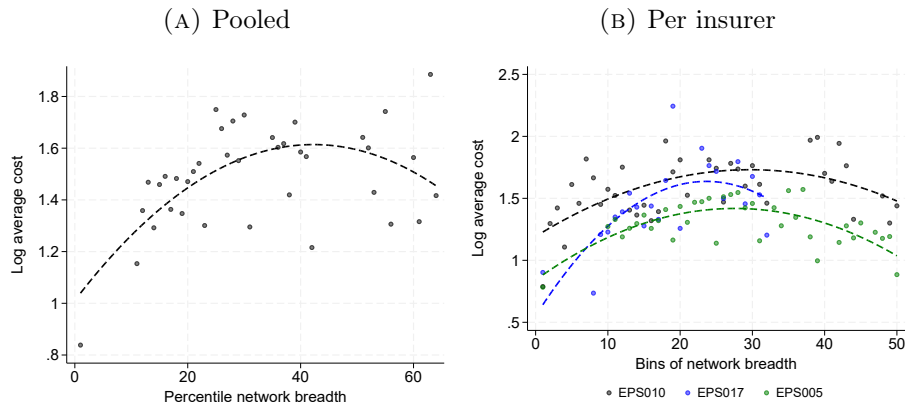 (A) Pooled
1.8
1.6
1.4
1.2
1
.8
Log average cost
0 20 40 60
Percentile network breadth
(B) Per insurer
2.5
2
1.5
1
.5
Log average cost
0 10 20 30 40 50
Bins of network breadth
EPS010 EPS017 EPS005